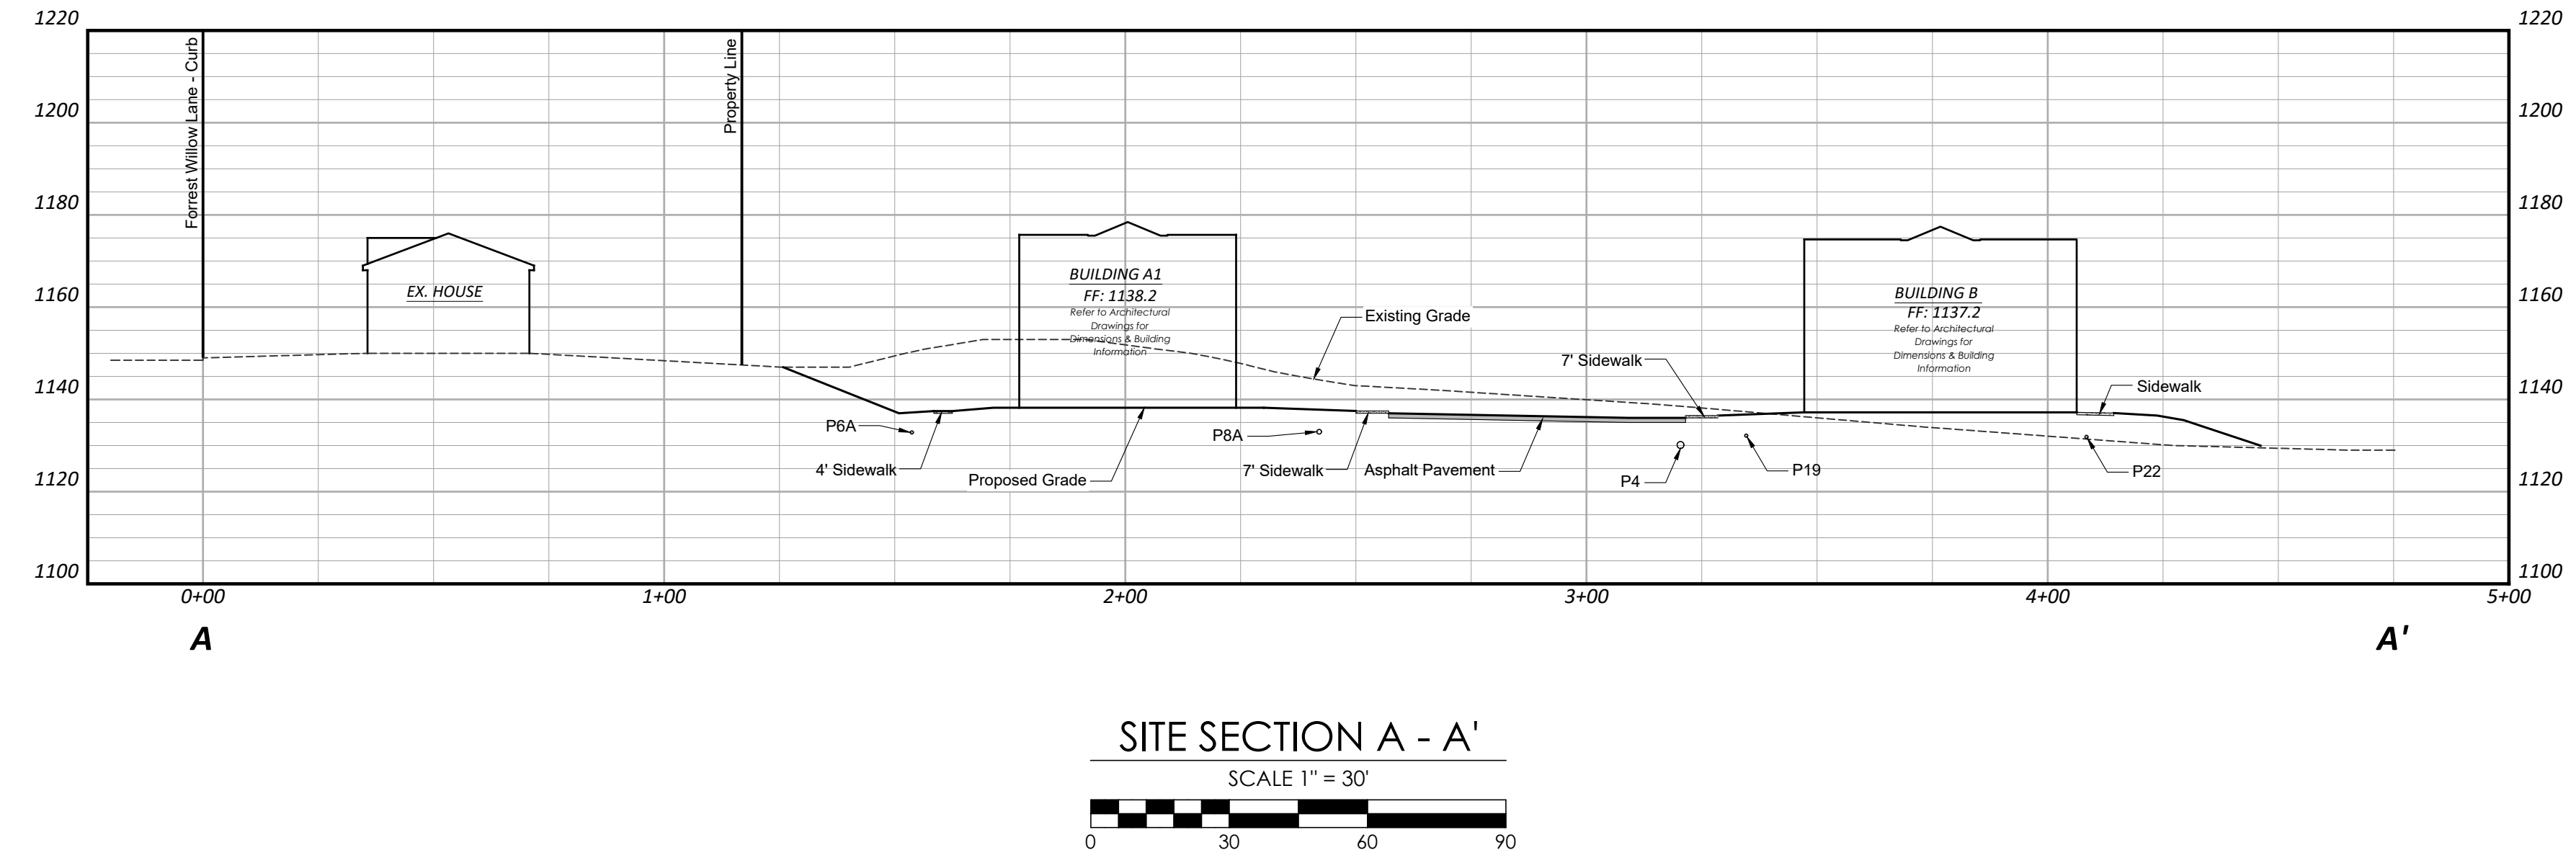 1220
1220
Forrest Willow Lane - Curb
Property Line
1200
1200
1180
1180
1160
1160
EX. HOUSE
BUILDING A1
FF: 1138.2
Refer to Architectural
Drawings for
Dimensions & Building
Information
Existing Grade
BUILDING B
FF: 1137.2
Refer to Architectural
Drawings for
Dimensions & Building
Information
7' Sidewalk
1140
Sidewalk
1140
P6A
P8A
4' Sidewalk
Proposed Grade
7' Sidewalk
Asphalt Pavement
P4
P19
P22
1120
1120
1100
1100
0+00
1+00
2+00
3+00
4+00
5+00
A
A'
SITE SECTION A - A'
SCALE 1" = 30'
0
30
60
90